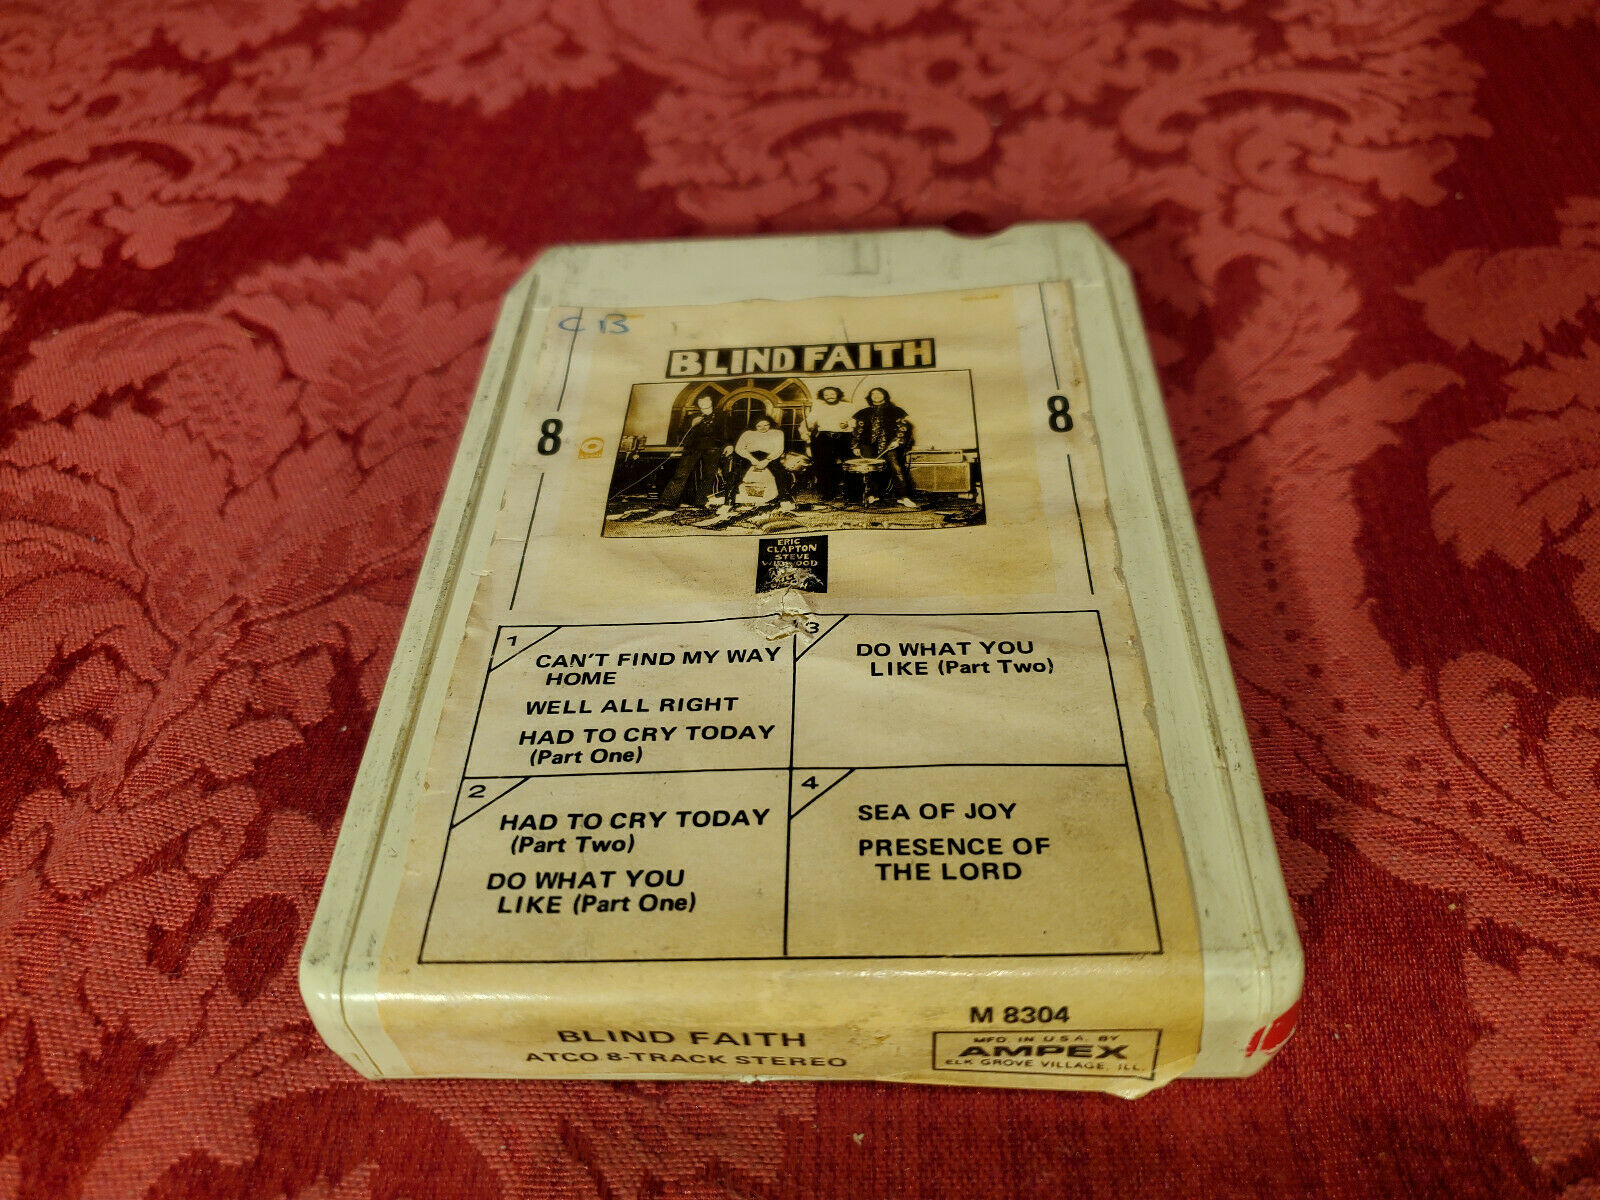 C 13
BLIND FAITH
8
8
ERIC
CLAPTON
STEVE
1
CAN'T FIND MY WAY
HOME
WELL ALL RIGHT
HAD TO CRY TODAY
(Part One)
3
DO WHAT YOU
LIKE (Part Two)
2
HAD TO CRY TODAY
(Part Two)
DO WHAT YOU
LIKE (Part One)
4
SEA OF JOY
PRESENCE OF
THE LORD
BLIND FAITH
ATCO 8-TRACK STEREO
M 8304
MFD. IN U.S.A. BY
AMPEX
ELK GROVE VILLAGE, ILL.